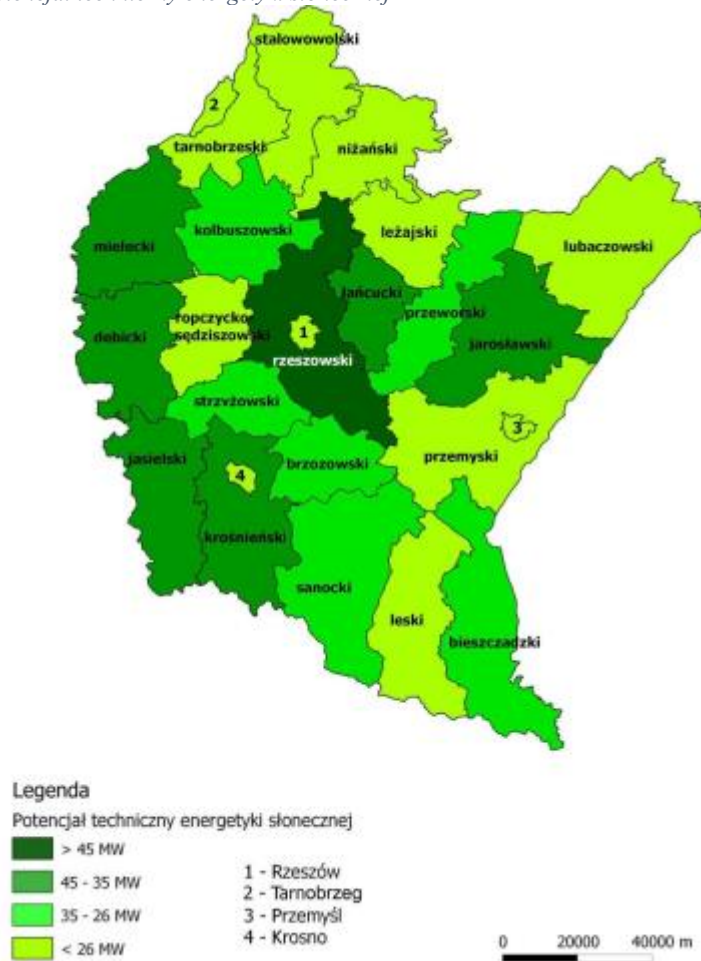 stalowowolski
2
tarnobrzeski
niżański
kolbuszowski
leżajski
lubaczowski
mielecki
łańcucki
ropczycko
sędziszowski
przeworski
dębicki
1
jarosławski
rzeszowski
strzyżowski
3
jasielski
brzozowski
przemyski
4
krośnieński
sanocki
leski
bieszczadzki
Legenda
Potencjał techniczny energetyki słonecznej
> 45 MW
45 - 35 MW
35 - 26 MW
< 26 MW
1 - Rzeszów
2 - Tarnobrzeg
3 - Przemyśl
4 - Krosno
0 20000 40000 m